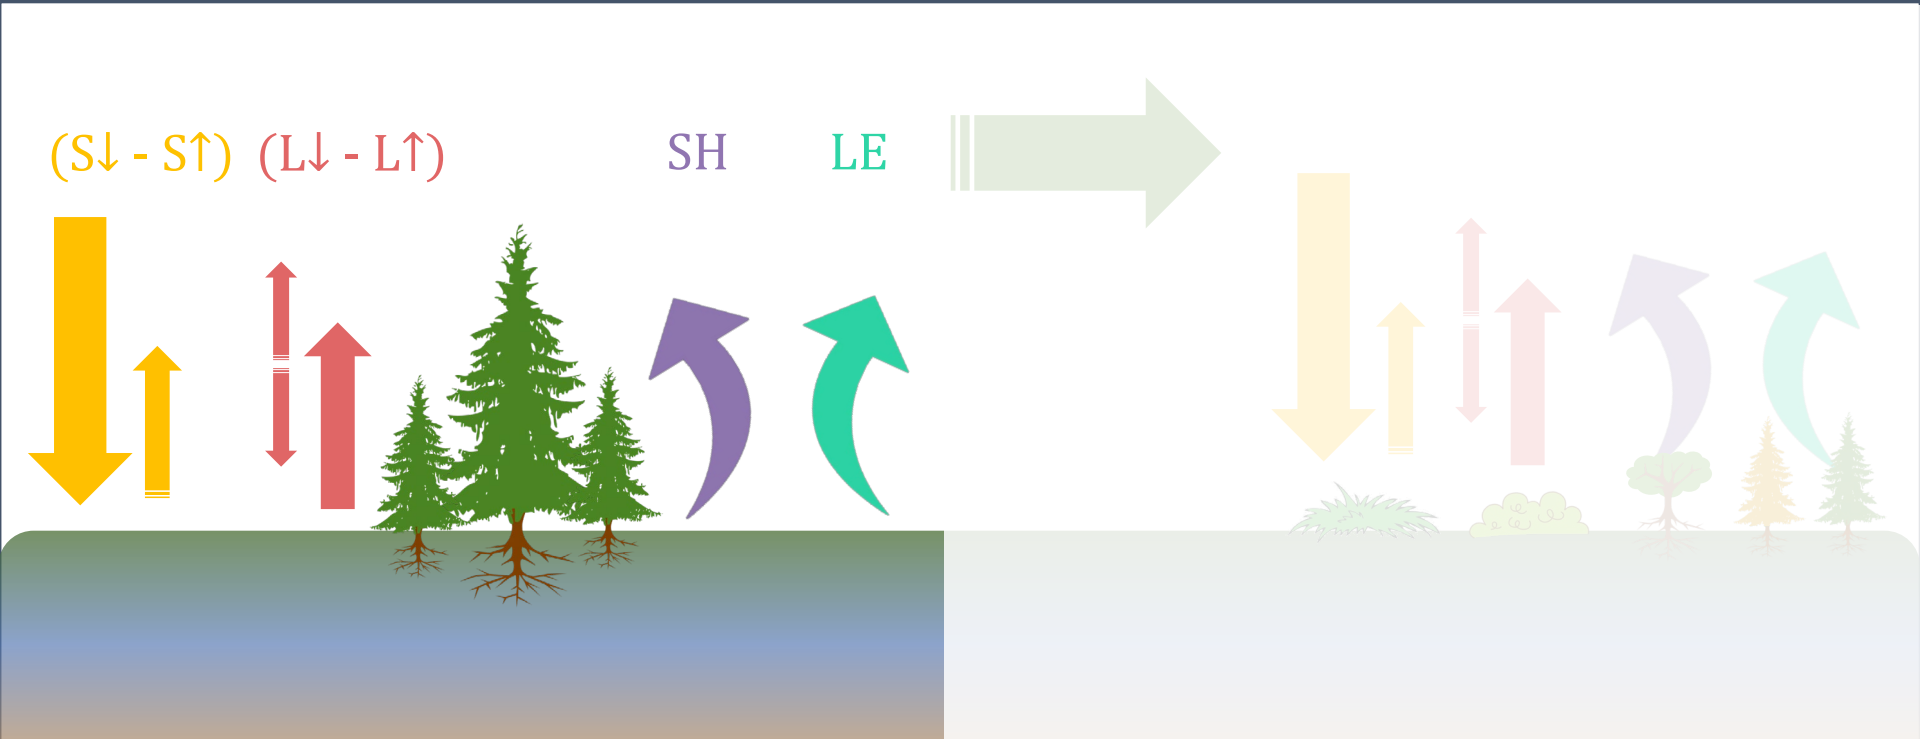 (S↓ - S↑) (L↓ - L↑) SH LE